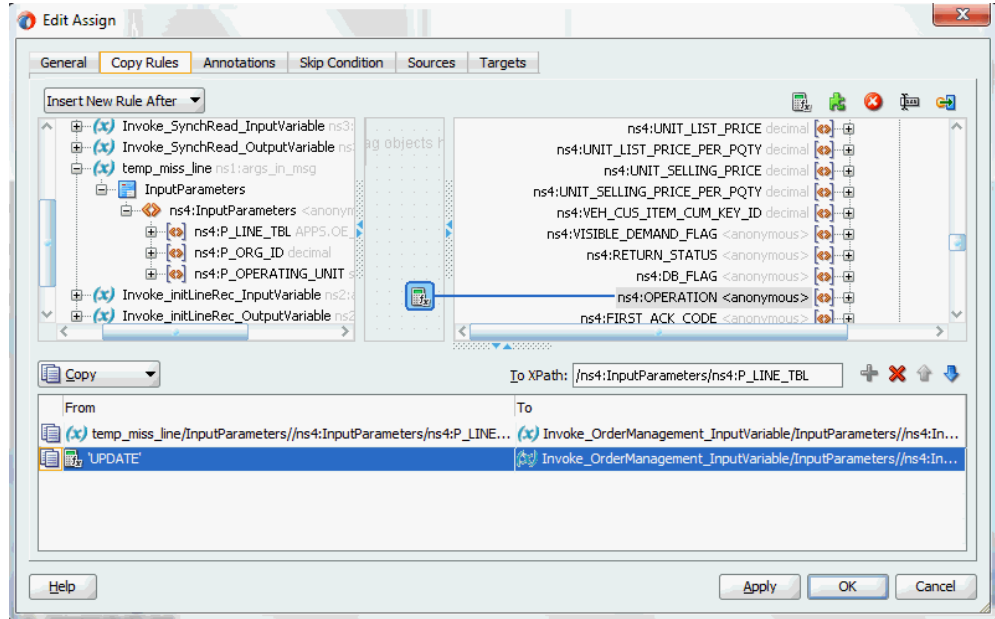 Edit Assign
General Copy Rules Annotations Skip Condition Sources Targets
Insert New Rule After
Invoke_SynchRead_InputVariable ns3:
Invoke_SynchRead_OutputVariable ns
temp_miss_line ns1:args_in_msg
InputParameters
ns4:InputParameters <anonym
ns4:P_LINE_TBL APPS.OE_
ns4:P_ORG_ID decimal
ns4:P_OPERATING_UNIT s
Invoke_initLineRec_InputVariable ns2:
Invoke_initLineRec_OutputVariable ns2
ag objects h
ns4:UNIT_LIST_PRICE decimal
ns4:UNIT_LIST_PRICE_PER_PQTY decimal
ns4:UNIT_SELLING_PRICE decimal
ns4:UNIT_SELLING_PRICE_PER_PQTY decimal
ns4:VEH_CUS_ITEM_CUM_KEY_ID decimal
ns4:VISIBLE_DEMAND_FLAG <anonymous>
ns4:RETURN_STATUS <anonymous>
ns4:DB_FLAG <anonymous>
ns4:OPERATION <anonymous>
ns4:FIRST_ACK_CODE <anonymous>
Copy To XPath: /ns4:InputParameters/ns4:P_LINE_TBL
From To
temp_miss_line/InputParameters//ns4:InputParameters/ns4:P_LINE... Invoke_OrderManagement_InputVariable/InputParameters//ns4:In...
'UPDATE' Invoke_OrderManagement_InputVariable/InputParameters//ns4:In...
Help Apply OK Cancel